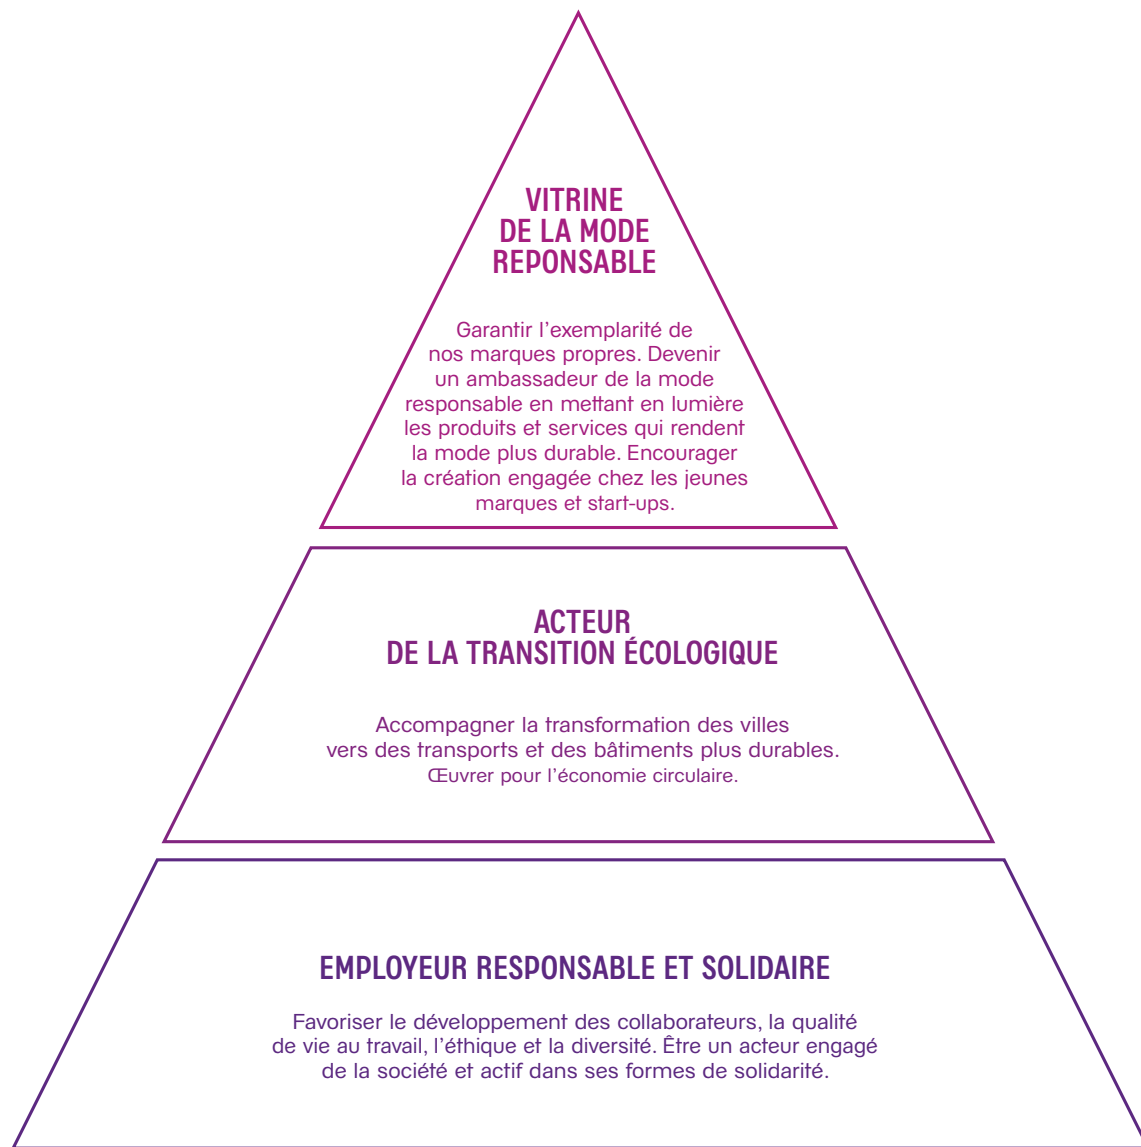 VITRINE
DE LA MODE
REPONSABLE
Garantir l'exemplarité de
nos marques propres. Devenir
un ambassadeur de la mode
responsable en mettant en lumière
les produits et services qui rendent
la mode plus durable. Encourager
la création engagée chez les jeunes
marques et start-ups.
ACTEUR
DE LA TRANSITION ÉCOLOGIQUE
Accompagner la transformation des villes
vers des transports et des bâtiments plus durables.
Œuvrer pour l'économie circulaire.
EMPLOYEUR RESPONSABLE ET SOLIDAIRE
Favoriser le développement des collaborateurs, la qualité
de vie au travail, l'éthique et la diversité. Être un acteur engagé
de la société et actif dans ses formes de solidarité.